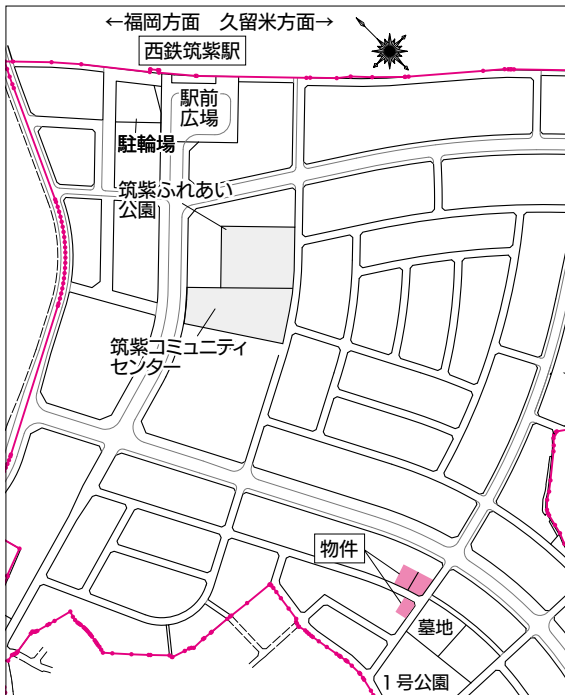 ←福岡方面 久留米方面→
西鉄筑紫駅
駅前
広場
駐輪場
筑紫ふれあい
公園
筑紫コミュニティ
センター
物件
墓地
1号公園